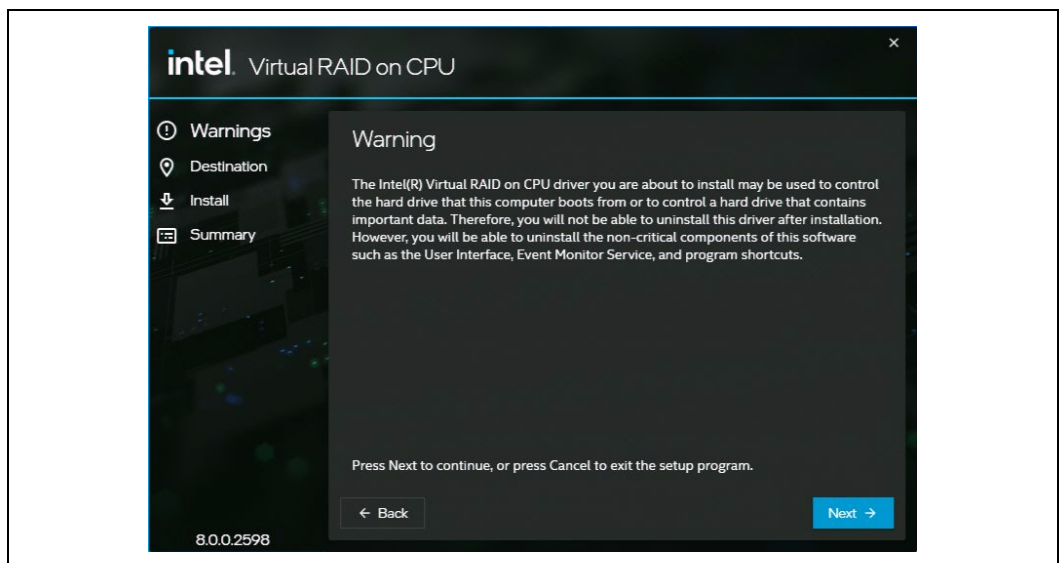 intel. Virtual RAID on CPU
Warnings
Destination
Install
Summary
8.0.0.2598
Warning
The Intel(R) Virtual RAID on CPU driver you are about to install may be used to control
the hard drive that this computer boots from or to control a hard drive that contains
important data. Therefore, you will not be able to uninstall this driver after installation.
However, you will be able to uninstall the non-critical components of this software
such as the User Interface, Event Monitor Service, and program shortcuts.
Press Next to continue, or press Cancel to exit the setup program.
← Back
Next →